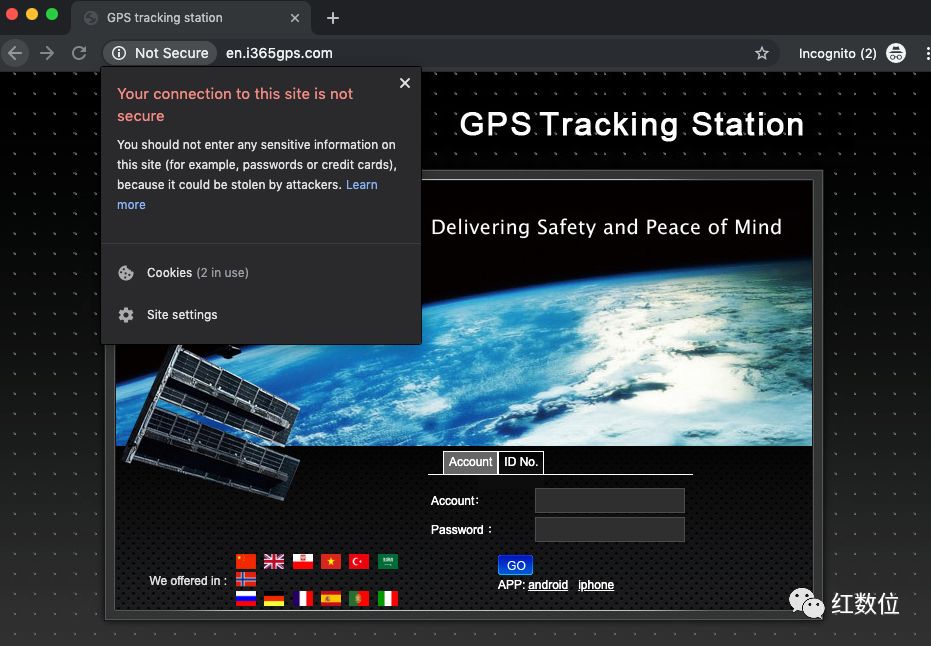 GPS tracking station
Not Secure
en.i365gps.com
Incognito (2)
Your connection to this site is not
secure
You should not enter any sensitive information on
this site (for example, passwords or credit cards),
because it could be stolen by attackers. Learn
more
Cookies (2 in use)
Site settings
GPS Tracking Station
Delivering Safety and Peace of Mind
Account
ID No.
Account:
Password :
GO
APP: android iphone
We offered in :
红数位